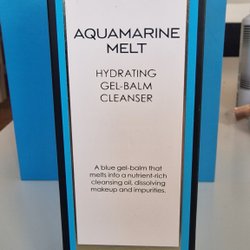 AQUAMARINE
MELT
HYDRATING
GEL-BALM
CLEANSER
A blue gel-balm that
melts into a nutrient-rich
cleansing oil, dissolving
makeup and impurities.